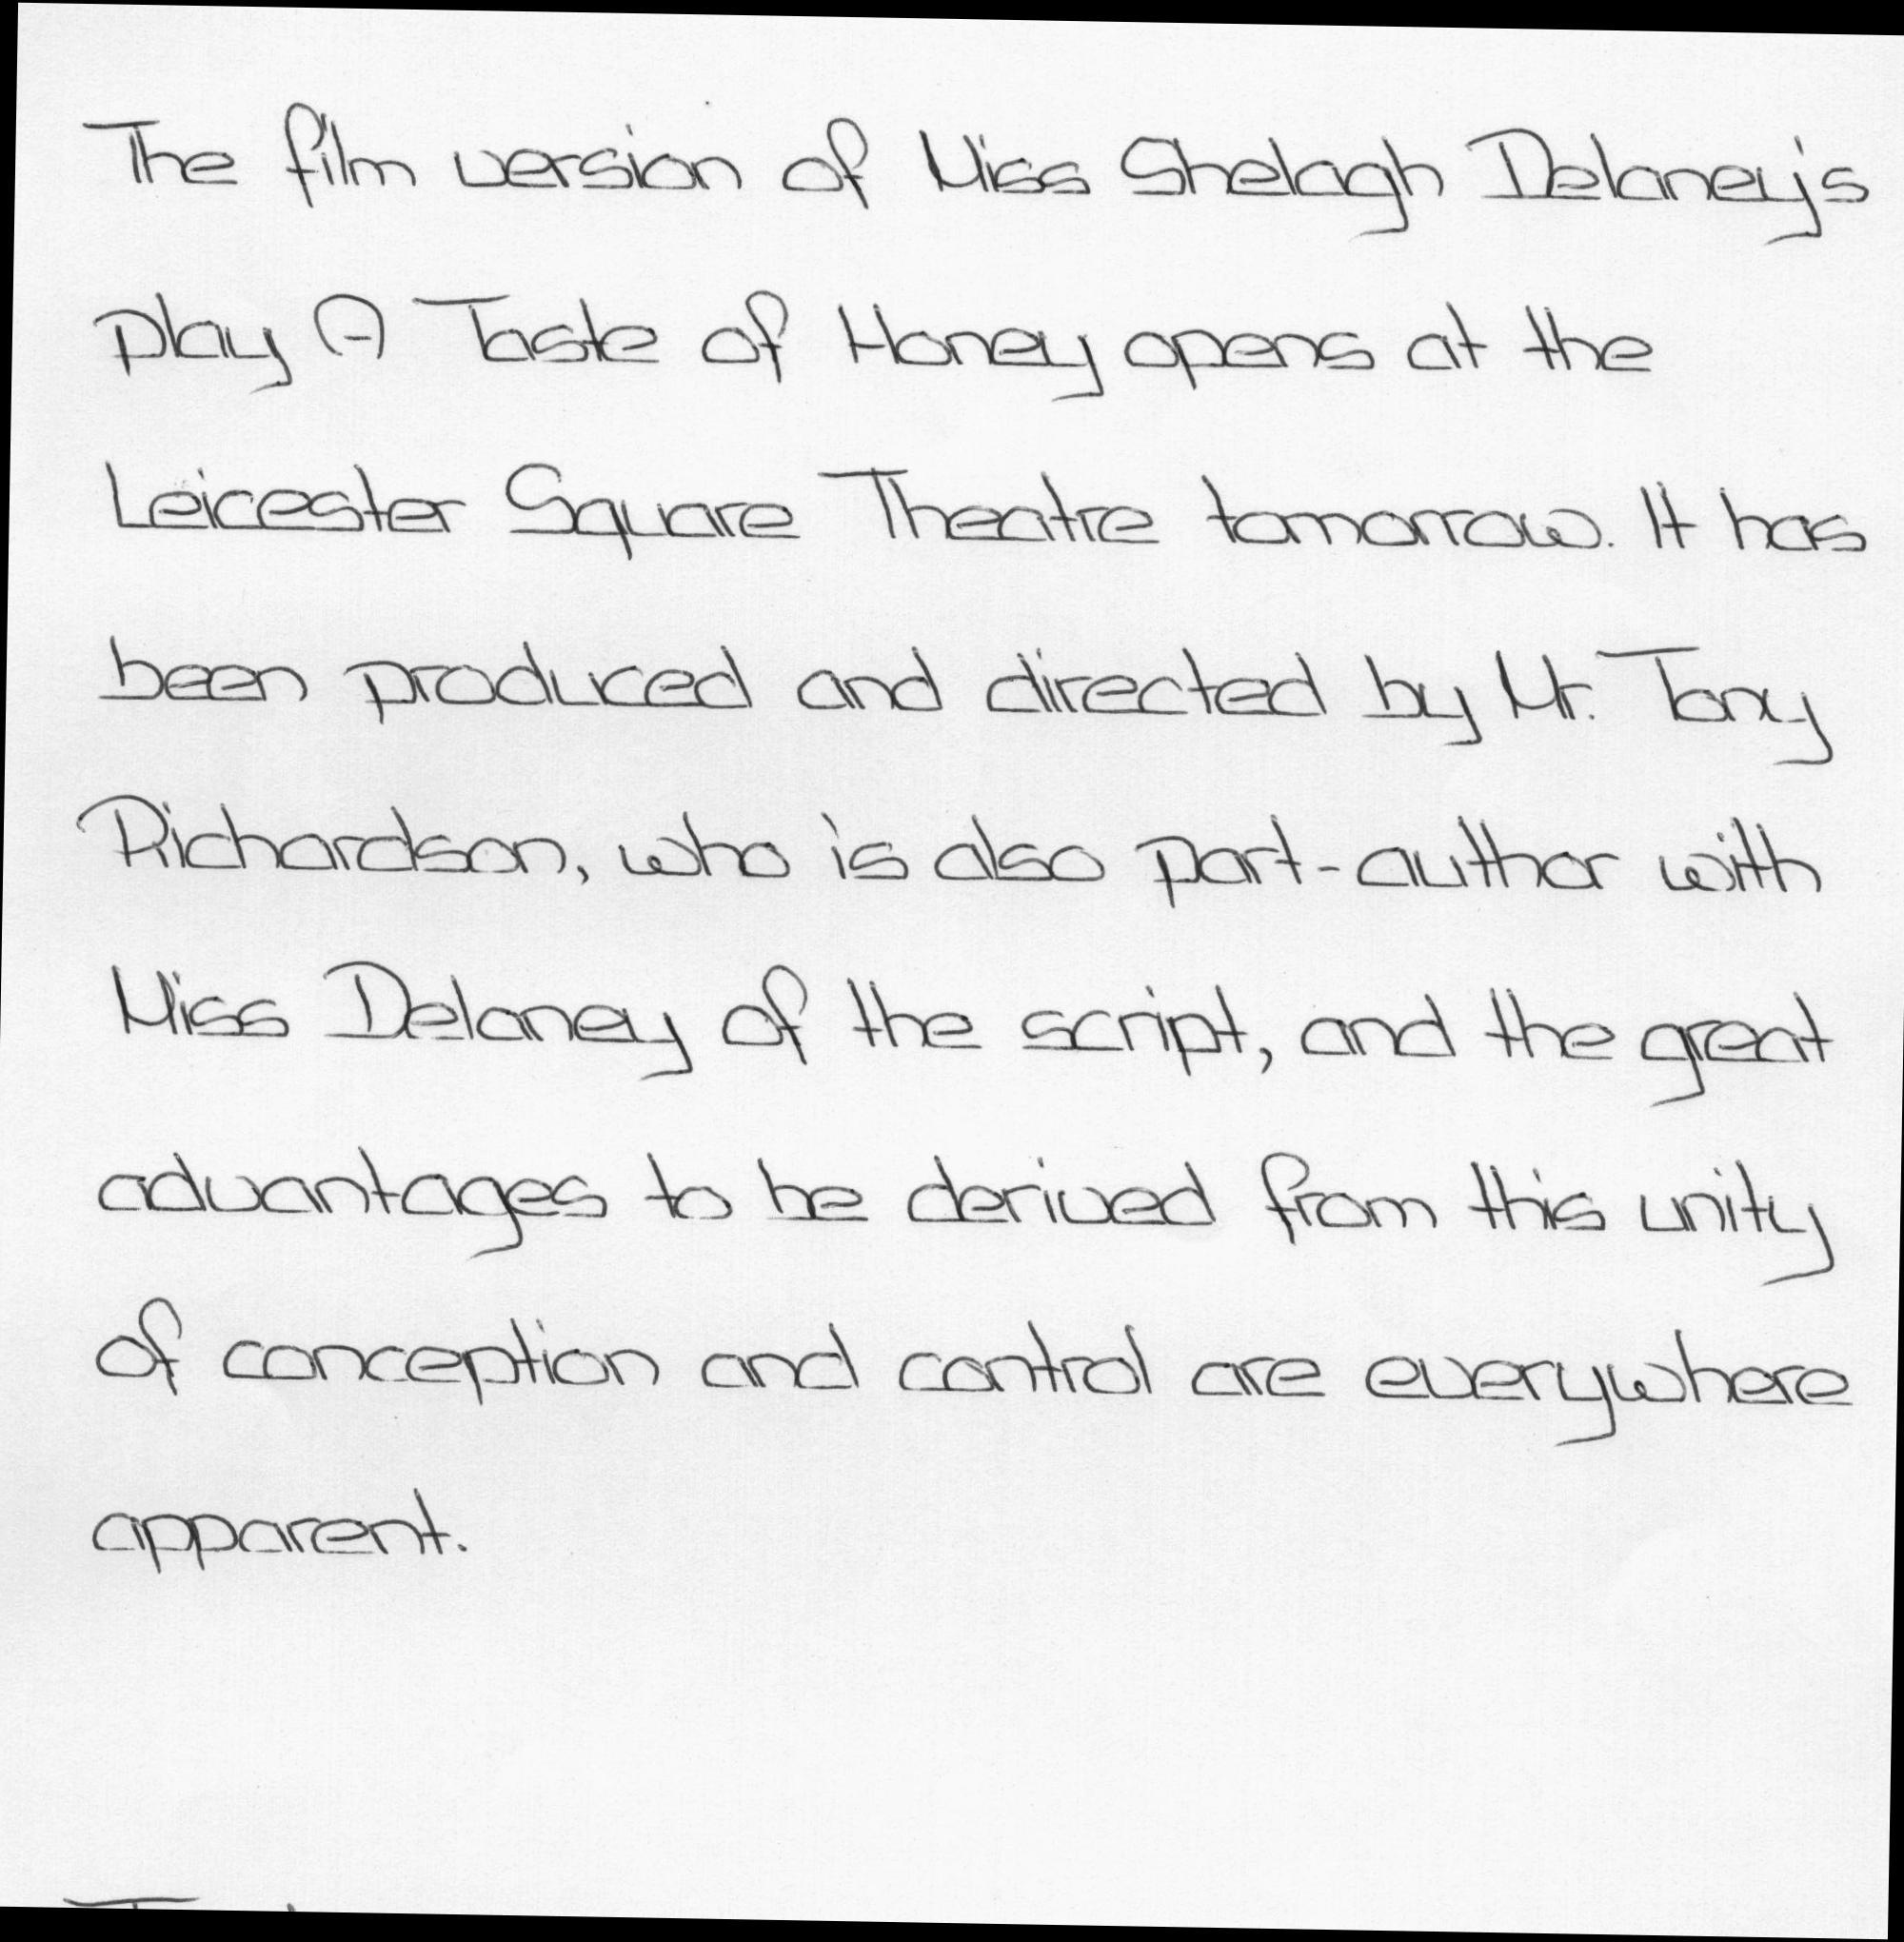 The film version of Miss Shelagh Delaney's
play A Taste of Honey opens at the
Leicester Square Theatre tomorrow. It has
been produced and directed by Mr. Tony
Richardson, who is also part-author with
Miss Delaney of the script, and the great
advantages to be derived from this unity
of conception and control are everywhere
apparent.